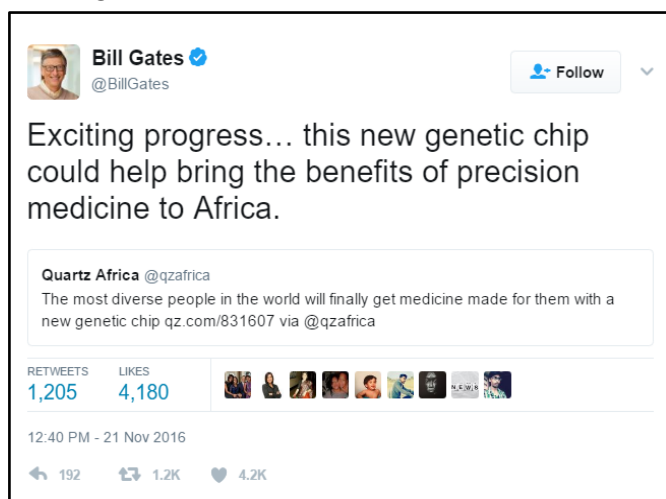 Bill Gates
@BillGates
Follow
Exciting progress… this new genetic chip
could help bring the benefits of precision
medicine to Africa.
Quartz Africa @qzafrica
The most diverse people in the world will finally get medicine made for them with a
new genetic chip qz.com/831607 via @qzafrica
RETWEETS LIKES
1,205 4,180
N_E_W_S
12:40 PM - 21 Nov 2016
192 1.2K 4.2K